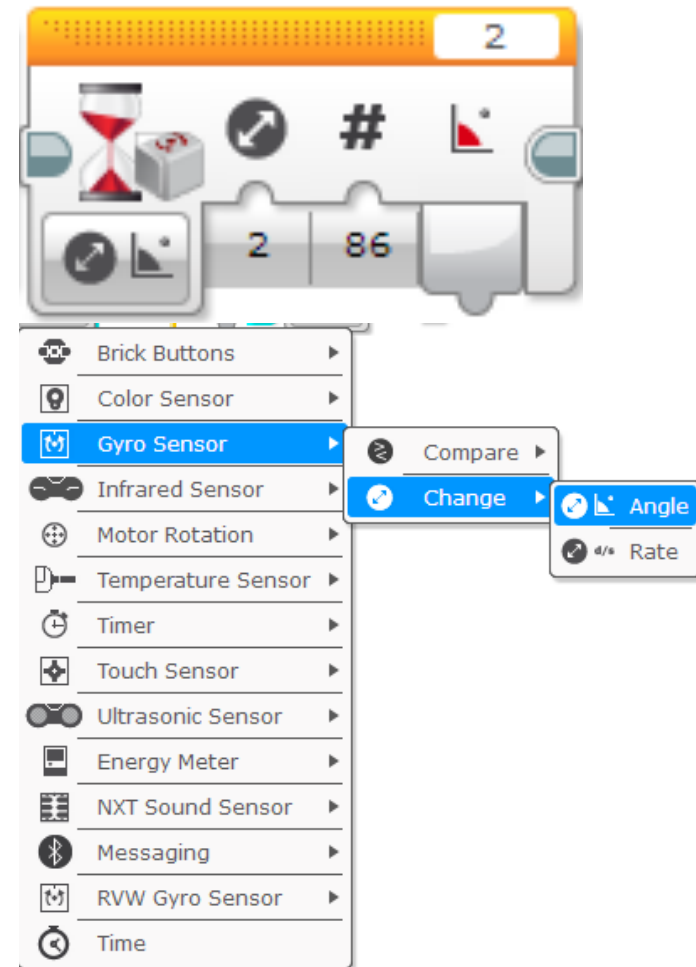 2
#
2 86
Brick Buttons
Color Sensor
Gyro Sensor
Infrared Sensor
Motor Rotation
Temperature Sensor
Timer
Touch Sensor
Ultrasonic Sensor
Energy Meter
NXT Sound Sensor
Messaging
RVW Gyro Sensor
Time
Compare
Change
Angle
d/s Rate